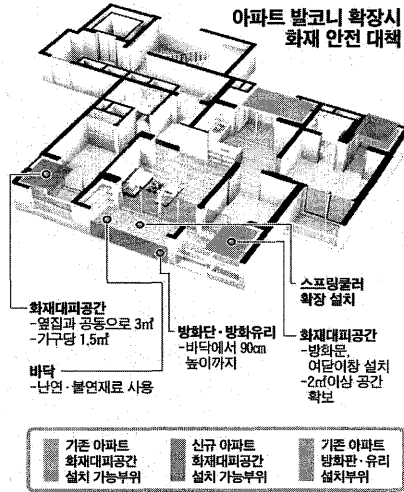 아파트 발코니 확장시
화재 안전 대책
스프링쿨러
확장 설치
화재대피공간
-옆집과 공동으로 3㎡
-가구당 1.5㎡
바닥
-난연·불연재료 사용
방화단·방화유리
-바닥에서 90㎝
높이까지
화재대피공간
-방화문,
여닫이창 설치
-2㎡이상 공간
확보
기존 아파트
화재대피공간
설치 가능부위
신규 아파트
화재대피공간
설치 가능부위
기존 아파트
방화판·유리
설치부위